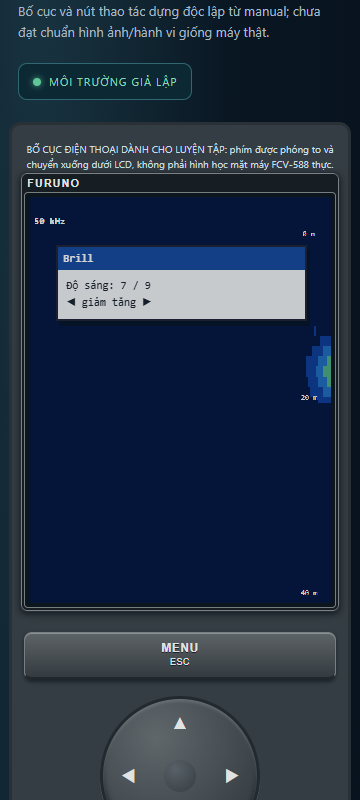 Bố cục và nút thao tác dựng độc lập từ manual; chưa
đạt chuẩn hình ảnh/hành vi giống máy thật.
MÔI TRƯỜNG GIẢ LẬP
BỐ CỤC ĐIỆN THOẠI DÀNH CHO LUYỆN TẬP: phím được phóng to và
chuyển xuống dưới LCD, không phải hình học mặt máy FCV-588 thực.
FURUNO
50 kHz
0 m
Brill
Độ sáng: 7 / 9
◀ giảm tăng ▶
20 m
40 m
MENU
ESC